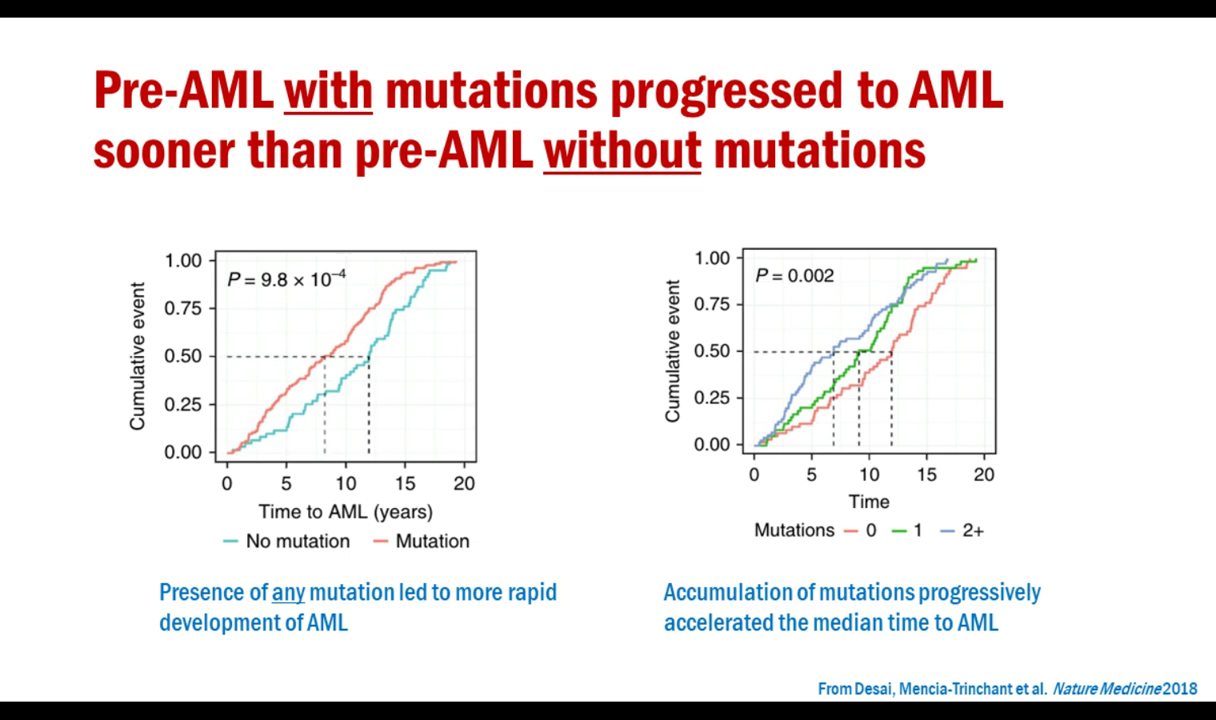 Pre-AML with mutations progressed to AML
sooner than pre-AML without mutations
1.00
0.75
0.50
0.25
0.00
Cumulative event
P = 9.8 × 10⁻⁴
0 5 10 15 20
Time to AML (years)
No mutation Mutation
Presence of any mutation led to more rapid
development of AML
1.00
0.75
0.50
0.25
0.00
Cumulative event
P = 0.002
0 5 10 15 20
Time
Mutations 0 1 2+
Accumulation of mutations progressively
accelerated the median time to AML
From Desai, Mencia-Trinchant et al. Nature Medicine 2018